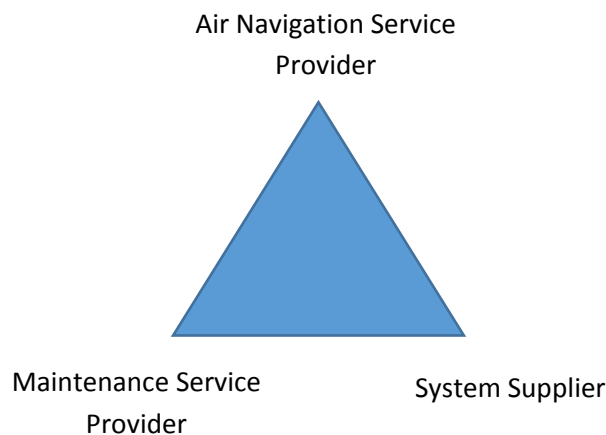 Air Navigation Service
Provider
Maintenance Service
Provider
System Supplier